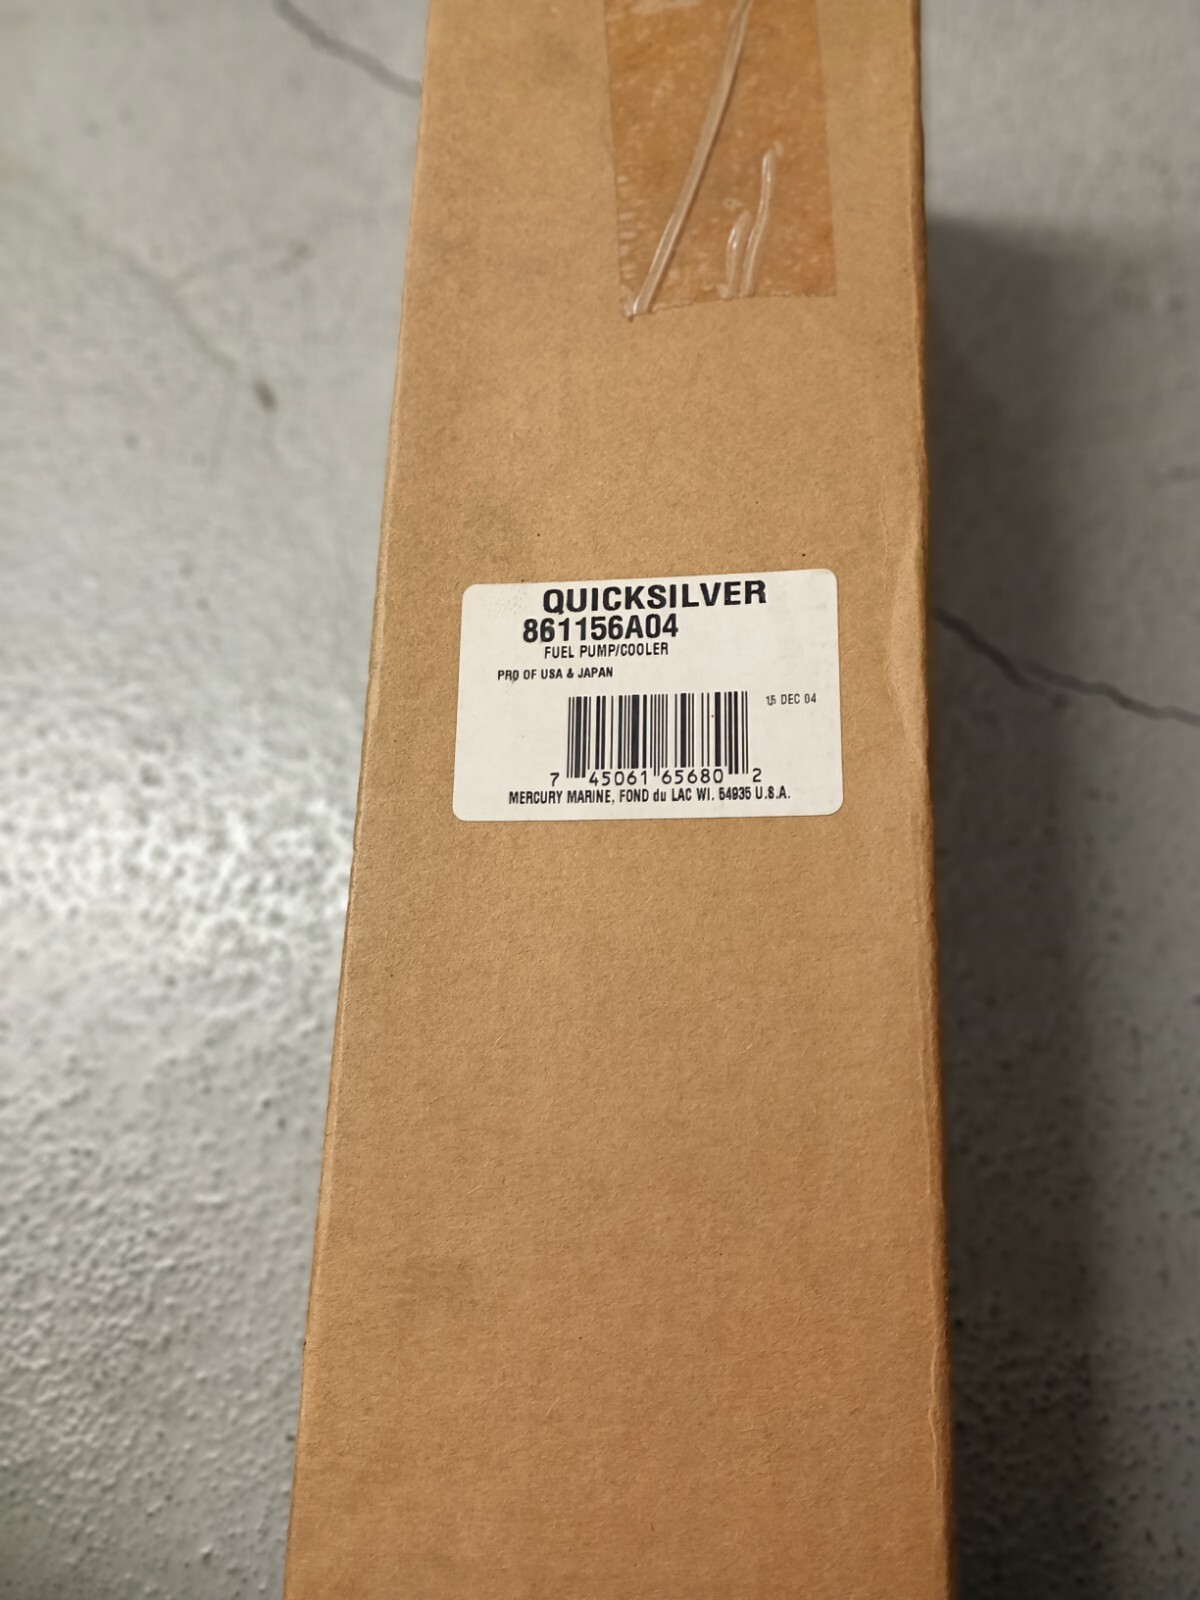 QUICKSILVER
861156A04
FUEL PUMP/COOLER
PRO OF USA & JAPAN
15 DEC 04
7 45061 65680 2
MERCURY MARINE, FOND du LAC WI. 54935 U.S.A.